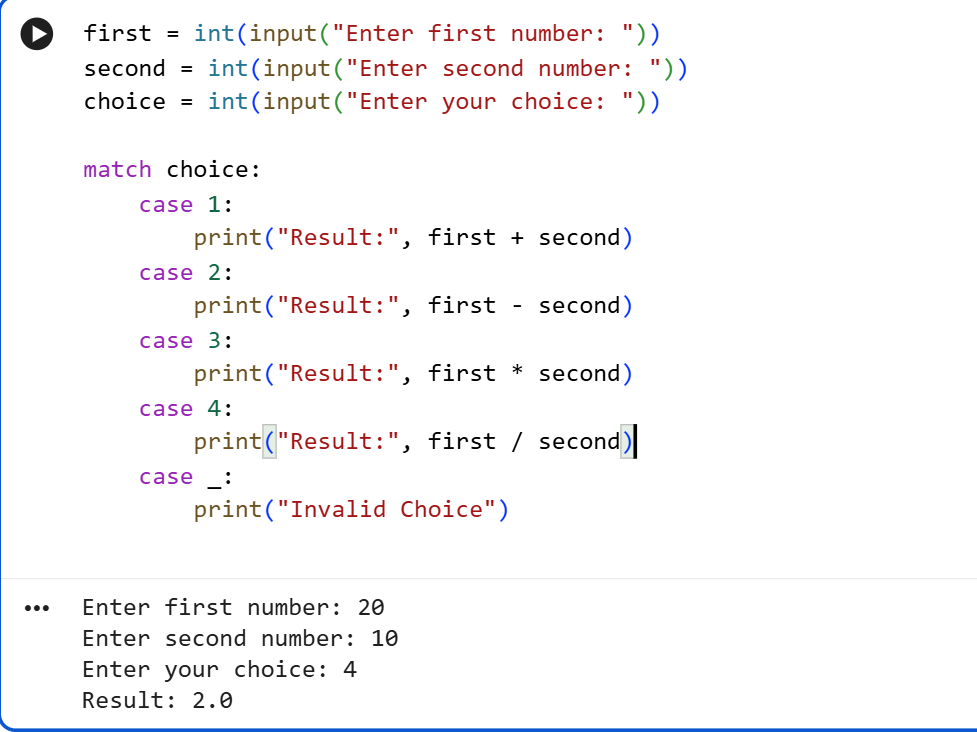 first = int(input("Enter first number: "))
second = int(input("Enter second number: "))
choice = int(input("Enter your choice: "))
match choice:
    case 1:
        print("Result:", first + second)
    case 2:
        print("Result:", first - second)
    case 3:
        print("Result:", first * second)
    case 4:
        print("Result:", first / second)
    case _:
        print("Invalid Choice")
Enter first number: 20
Enter second number: 10
Enter your choice: 4
Result: 2.0